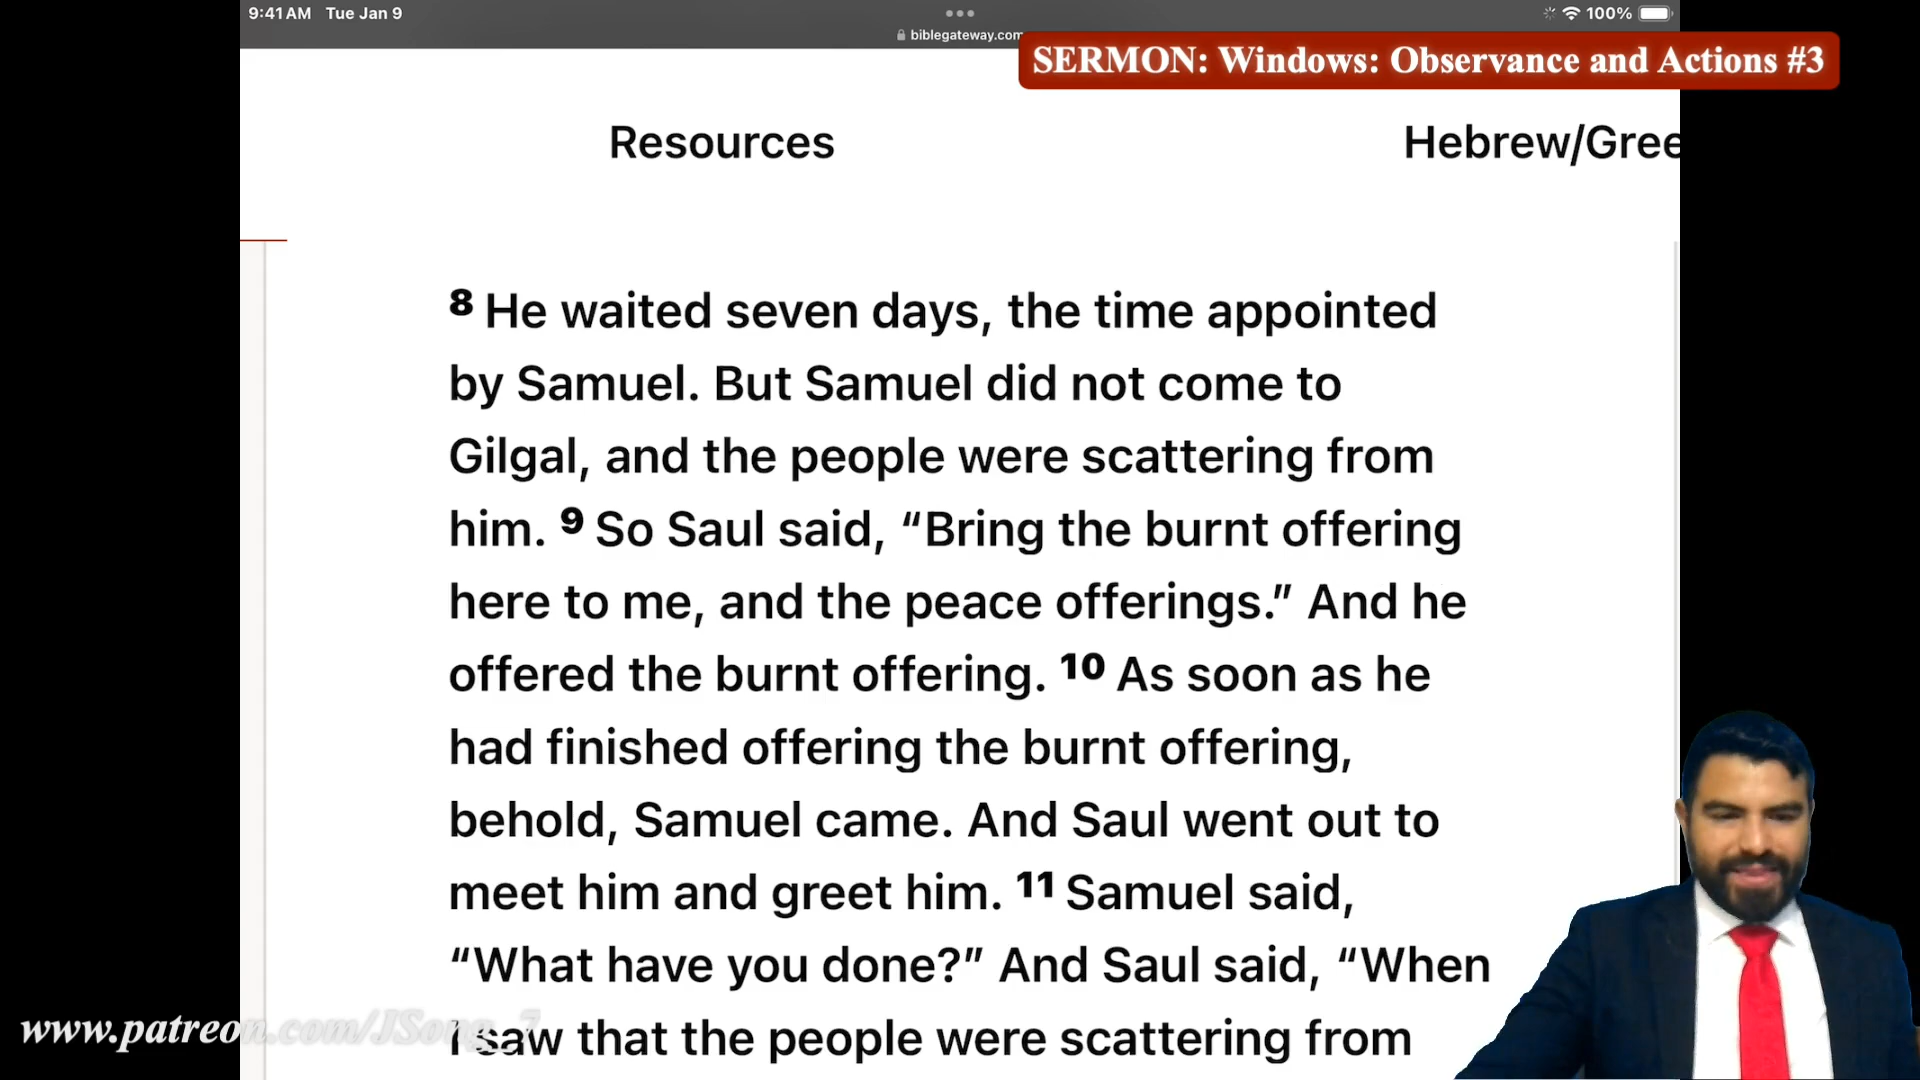 9:41 AM Tue Jan 9
100%
biblegateway.com
SERMON: Windows: Observance and Actions #3
Resources
Hebrew/Gree
8 He waited seven days, the time appointed
by Samuel. But Samuel did not come to
Gilgal, and the people were scattering from
him. 9 So Saul said, “Bring the burnt offering
here to me, and the peace offerings.” And he
offered the burnt offering. 10 As soon as he
had finished offering the burnt offering,
behold, Samuel came. And Saul went out to
meet him and greet him. 11 Samuel said,
“What have you done?” And Saul said, “When
I saw that the people were scattering from
www.patreon.com/JSong_7